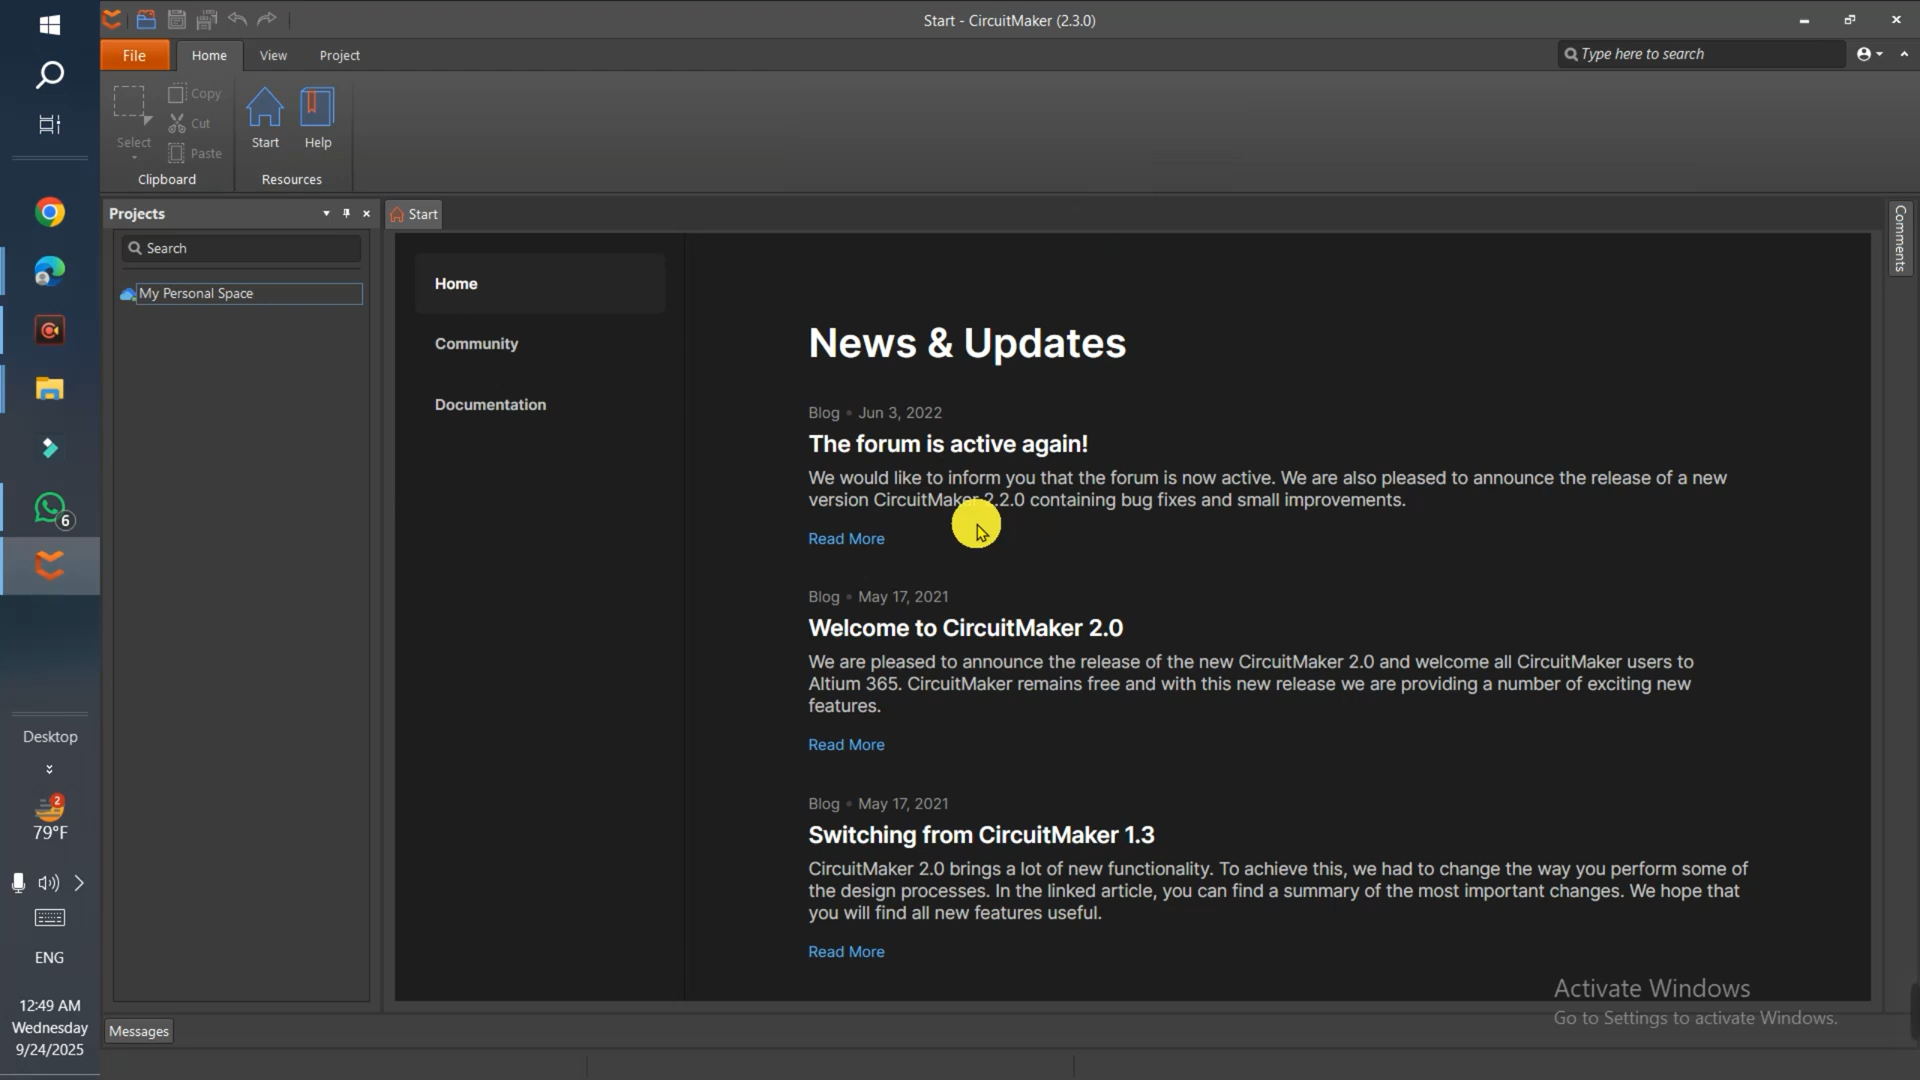 Start - CircuitMaker (2.3.0)
File
Home
View
Project
Type here to search
Select
Copy
Cut
Paste
Clipboard
Start
Help
Resources
Projects
Search
My Personal Space
Start
Comments
Home
Community
Documentation
News & Updates
Blog • Jun 3, 2022
The forum is active again!
We would like to inform you that the forum is now active. We are also pleased to announce the release of a new
version CircuitMaker 2.2.0 containing bug fixes and small improvements.
Read More
Blog • May 17, 2021
Welcome to CircuitMaker 2.0
We are pleased to announce the release of the new CircuitMaker 2.0 and welcome all CircuitMaker users to
Altium 365. CircuitMaker remains free and with this new release we are providing a number of exciting new
features.
Read More
Blog • May 17, 2021
Switching from CircuitMaker 1.3
CircuitMaker 2.0 brings a lot of new functionality. To achieve this, we had to change the way you perform some of
the design processes. In the linked article, you can find a summary of the most important changes. We hope that
you will find all new features useful.
Read More
Activate Windows
Go to Settings to activate Windows.
Messages
6
Desktop
2
79°F
ENG
12:49 AM
Wednesday
9/24/2025